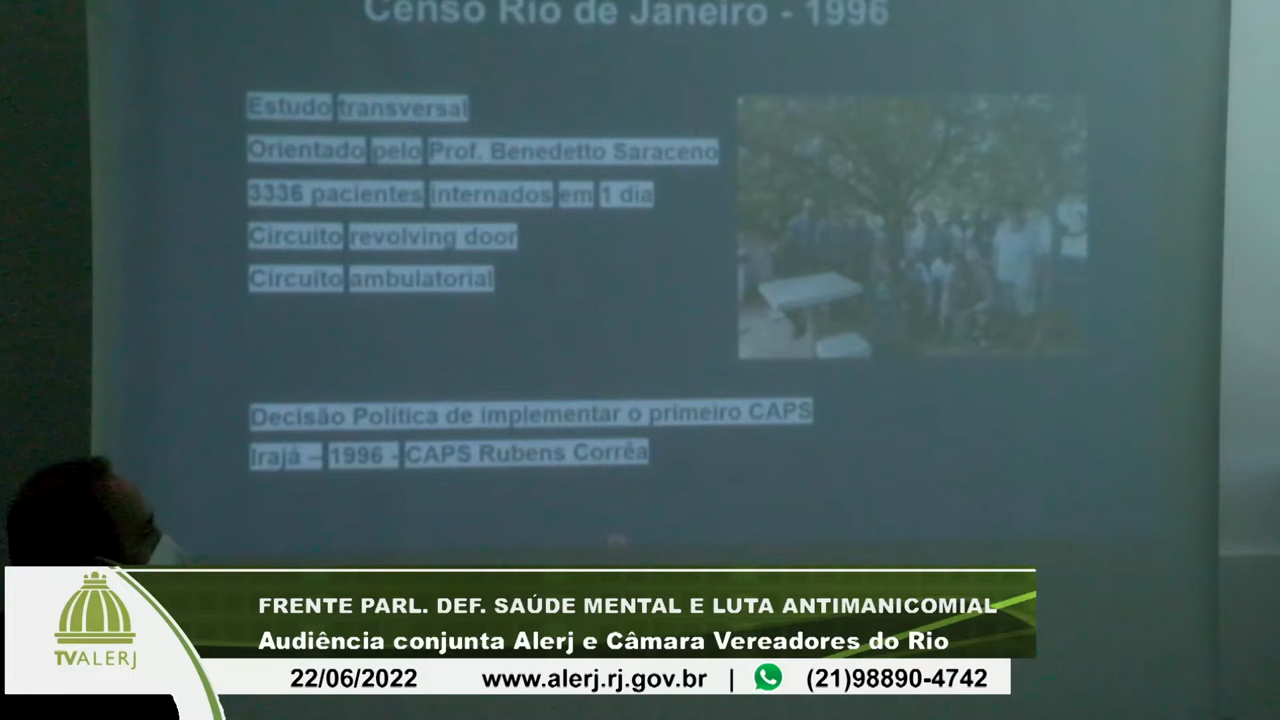 Censo Rio de Janeiro - 1996
Estudo transversal
Orientado pelo Prof. Benedetto Saraceno
3336 pacientes internados em 1 dia
Circuito revolving door
Circuito ambulatorial
Decisão Política de implementar o primeiro CAPS
Irajá – 1996 - CAPS Rubens Corrêa
FRENTE PARL. DEF. SAÚDE MENTAL E LUTA ANTIMANICOMIAL
Audiência conjunta Alerj e Câmara Vereadores do Rio
TVALERJ
22/06/2022 www.alerj.rj.gov.br | (21)98890-4742